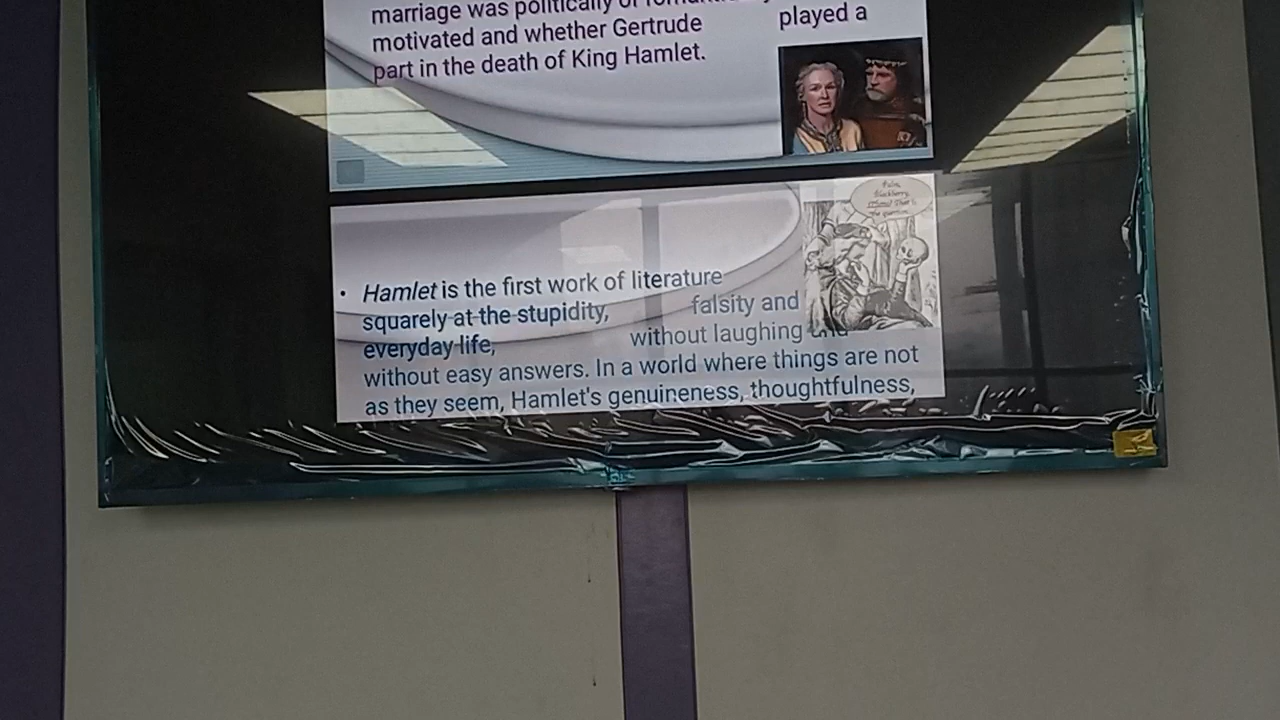 marriage was politically or
motivated and whether Gertrude played a
part in the death of King Hamlet.
• Hamlet is the first work of literature
squarely at the stupidity, falsity and
everyday life, without laughing and
without easy answers. In a world where things are not
as they seem, Hamlet's genuineness, thoughtfulness,